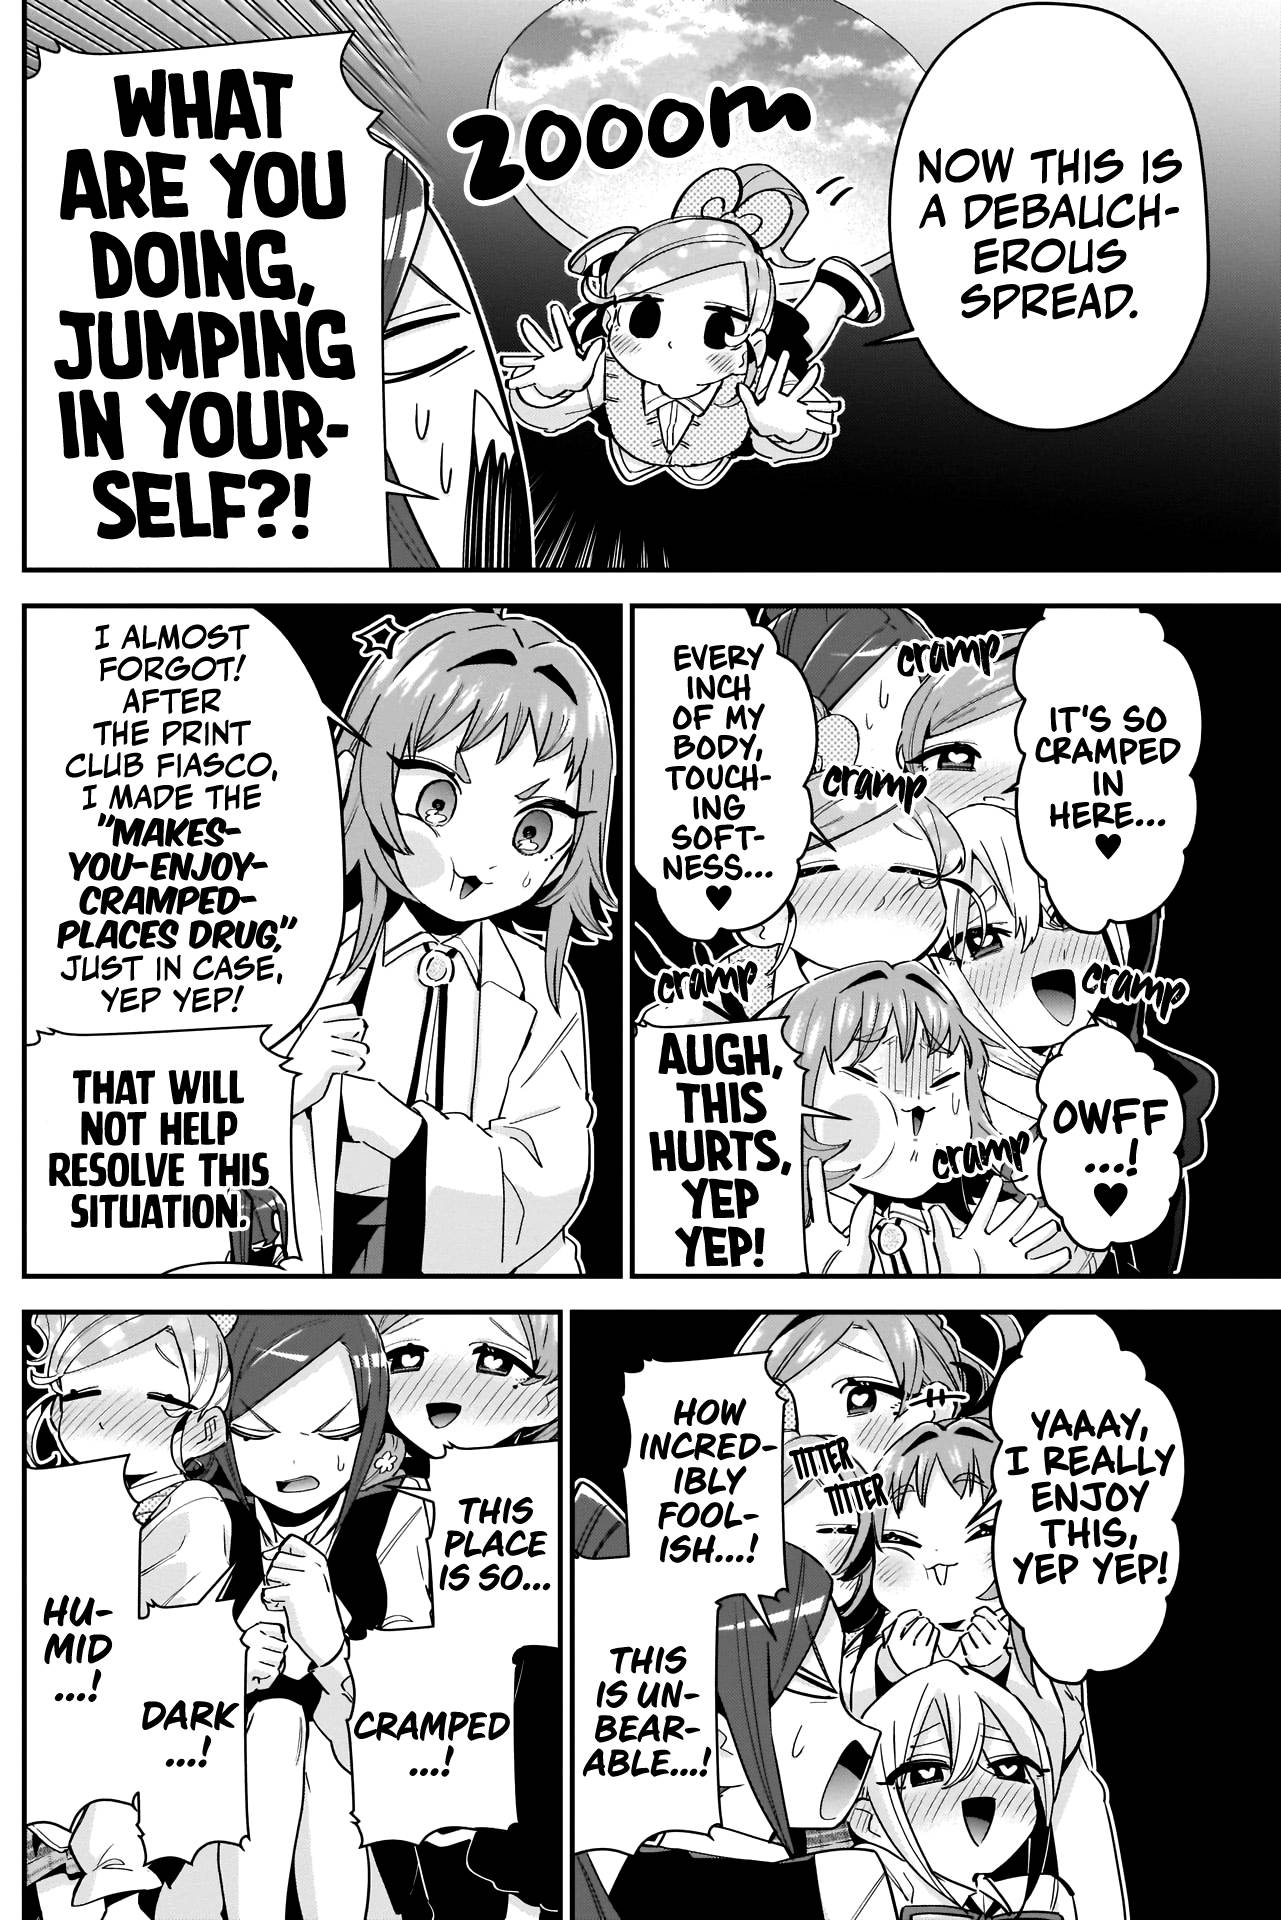 NOW THIS IS
A DEBAUCH-
EROUS
SPREAD.
ZOOOM
WHAT
ARE YOU
DOING,
JUMPING
IN YOUR-
SELF?!
IT'S SO
CRAMPED
IN
HERE...
♥
CRAMP
EVERY
INCH
OF MY
BODY,
TOUCH-
ING
SOFT-
NESS...
♥
CRAMP
CRAMP
CRAMP
OWFF
...!
♥
CRAMP
AUGH,
THIS
HURTS,
YEP
YEP!
I ALMOST
FORGOT!
AFTER
THE PRINT
CLUB FIASCO,
I MADE THE
"MAKES-
YOU-ENJOY-
CRAMPED-
PLACES DRUG,"
JUST IN CASE,
YEP YEP!
THAT WILL
NOT HELP
RESOLVE THIS
SITUATION.
YAAAY,
I REALLY
ENJOY
THIS,
YEP YEP!
TITTER
TITTER
HOW
INCRED-
IBLY
FOOL-
ISH...!
THIS
IS UN-
BEAR-
ABLE...!
THIS
PLACE
IS SO...
CRAMPED
...!
DARK
...!
HU-
MID
...!